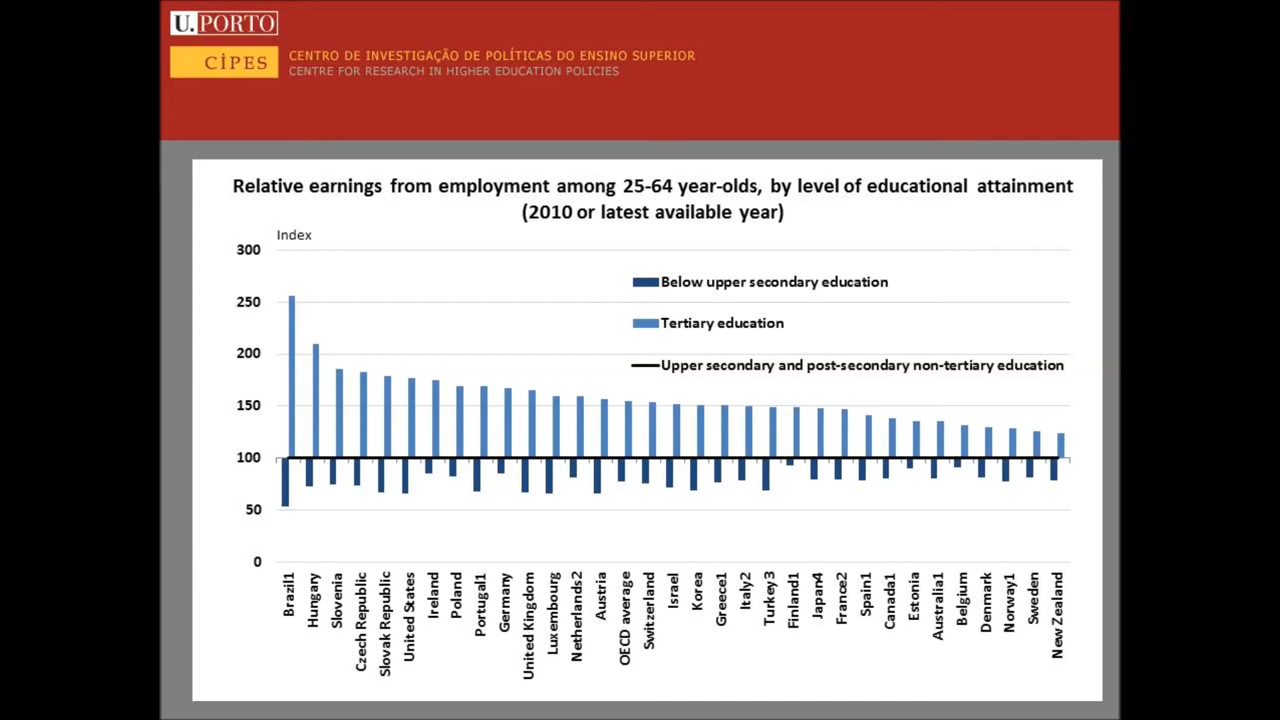 U.PORTO
CİPES
CENTRO DE INVESTIGAÇÃO DE POLÍTICAS DO ENSINO SUPERIOR
CENTRE FOR RESEARCH IN HIGHER EDUCATION POLICIES
Relative earnings from employment among 25-64 year-olds, by level of educational attainment
(2010 or latest available year)
Index
300
250
200
150
100
50
0
Below upper secondary education
Tertiary education
Upper secondary and post-secondary non-tertiary education
Brazil1
Hungary
Slovenia
Czech Republic
Slovak Republic
United States
Ireland
Poland
Portugal1
Germany
United Kingdom
Luxembourg
Netherlands2
Austria
OECD average
Switzerland
Israel
Korea
Greece1
Italy2
Turkey3
Finland1
Japan4
France2
Spain1
Canada1
Estonia
Australia1
Belgium
Denmark
Norway1
Sweden
New Zealand